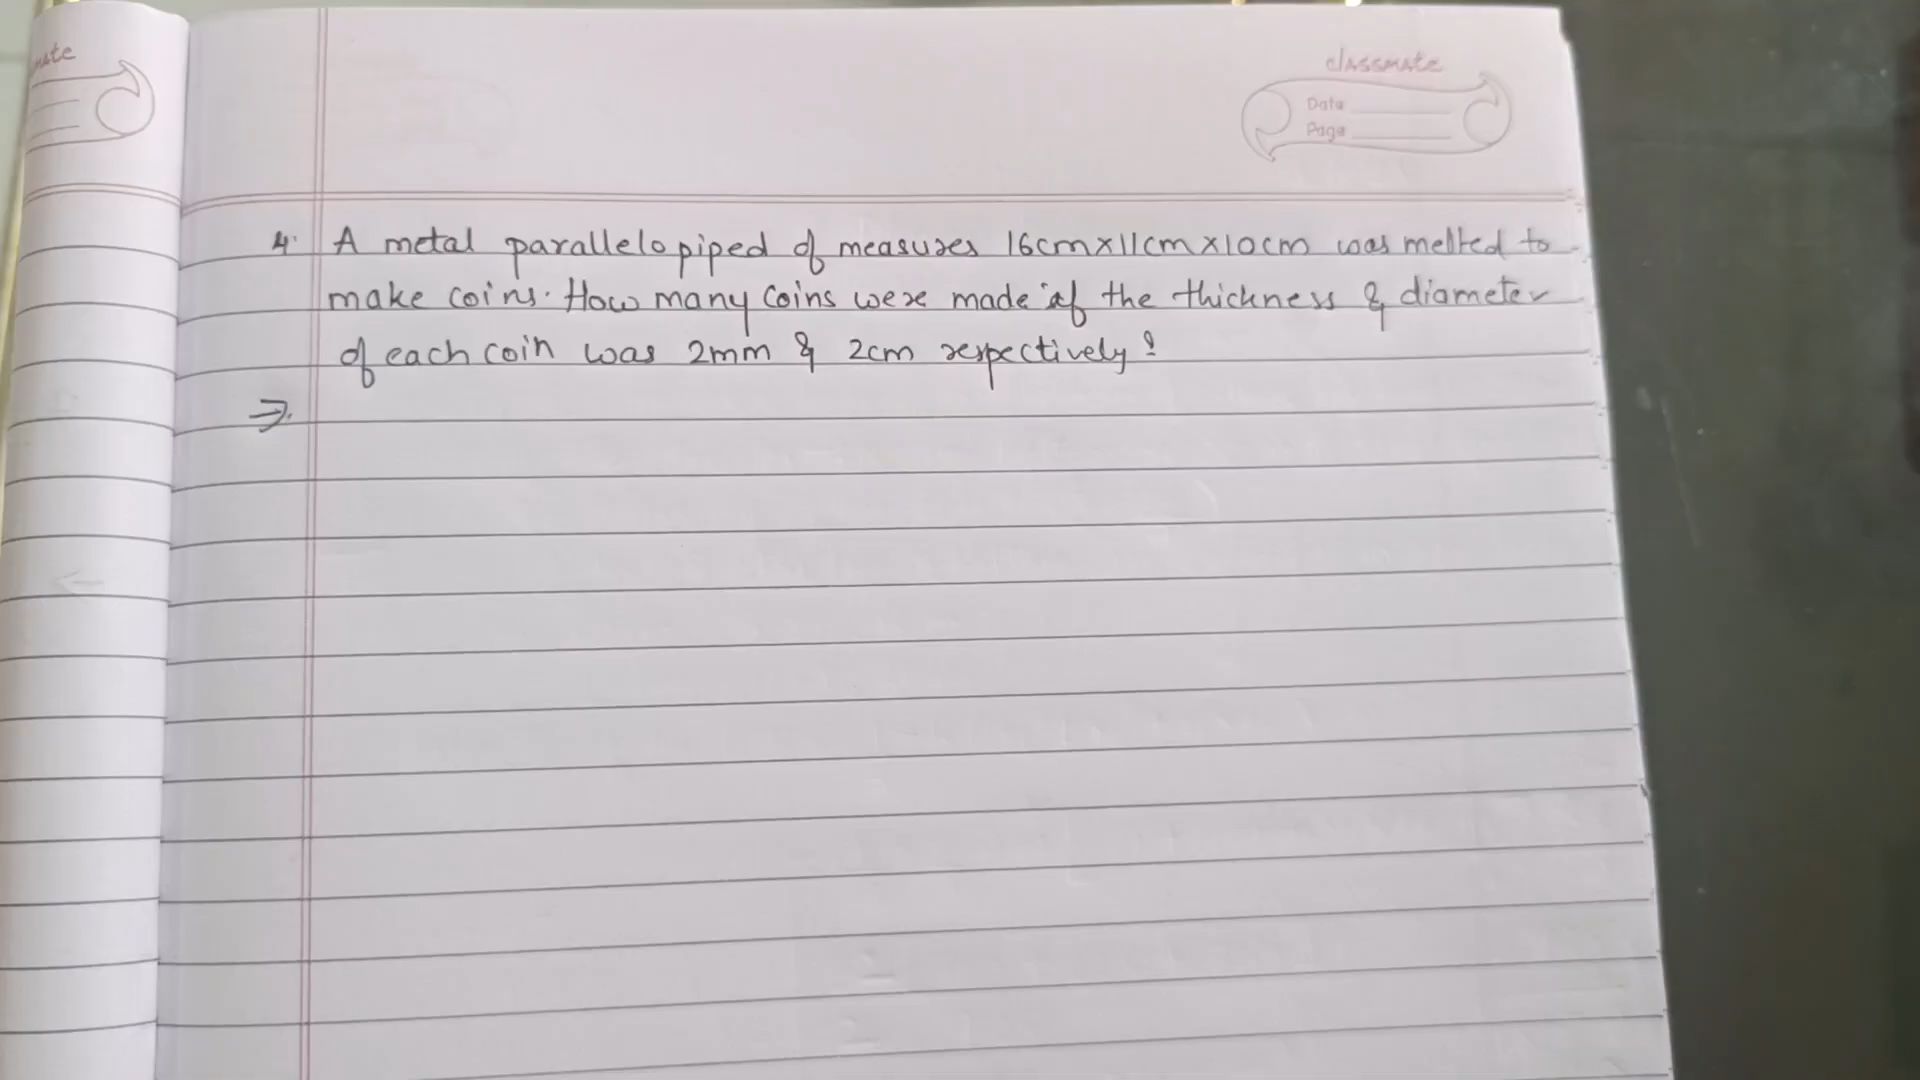 mate
classmate
Date
Page
4. A metal parallelopiped of measures 16cm×11cm×10cm was melted to
make coins. How many coins were made if the thickness & diameter
of each coin was 2mm & 2cm respectively?
⇒.